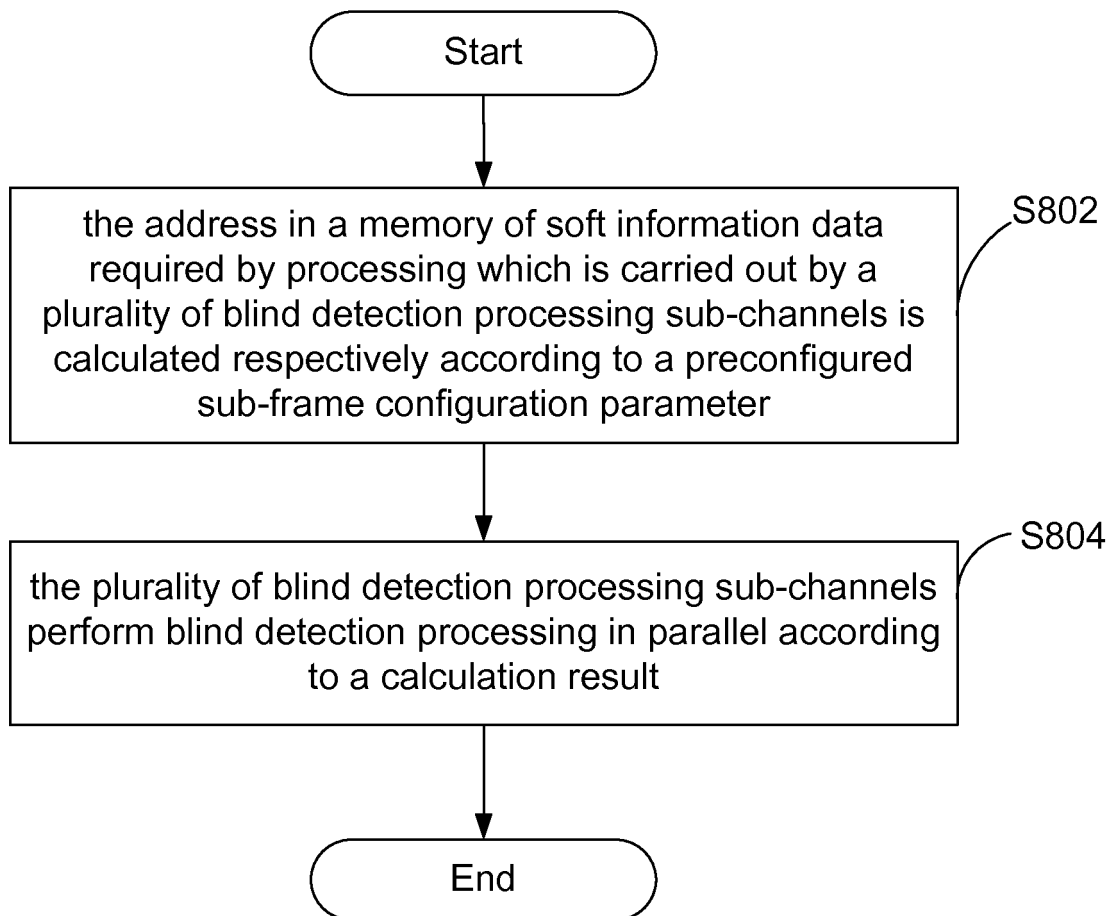 Start
the address in a memory of soft information data
required by processing which is carried out by a
plurality of blind detection processing sub-channels is
calculated respectively according to a preconfigured
sub-frame configuration parameter
S802
the plurality of blind detection processing sub-channels
perform blind detection processing in parallel according
to a calculation result
S804
End